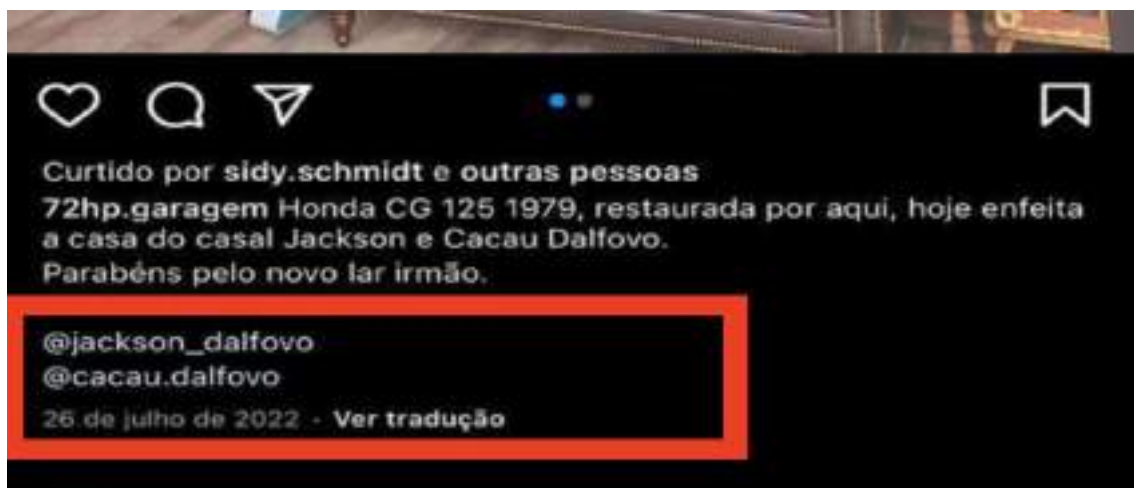 Curtido por sidy.schmidt e outras pessoas
72hp.garagem Honda CG 125 1979, restaurada por aqui, hoje enfeita
a casa do casal Jackson e Cacau Dalfovo.
Parabéns pelo novo lar irmão.
@jackson_dalfovo
@cacau.dalfovo
26 de julho de 2022 · Ver tradução